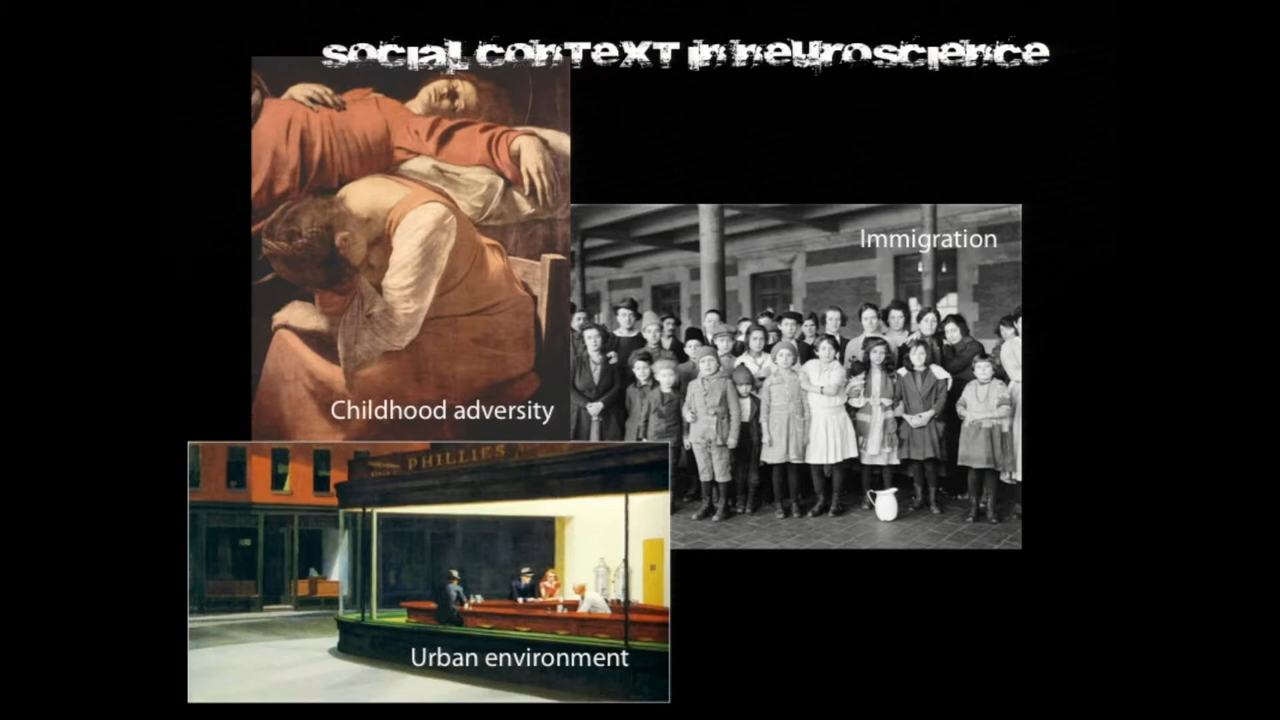 social conTEXT in neuroscience
Immigration
Childhood adversity
PHILLIES
Urban environment